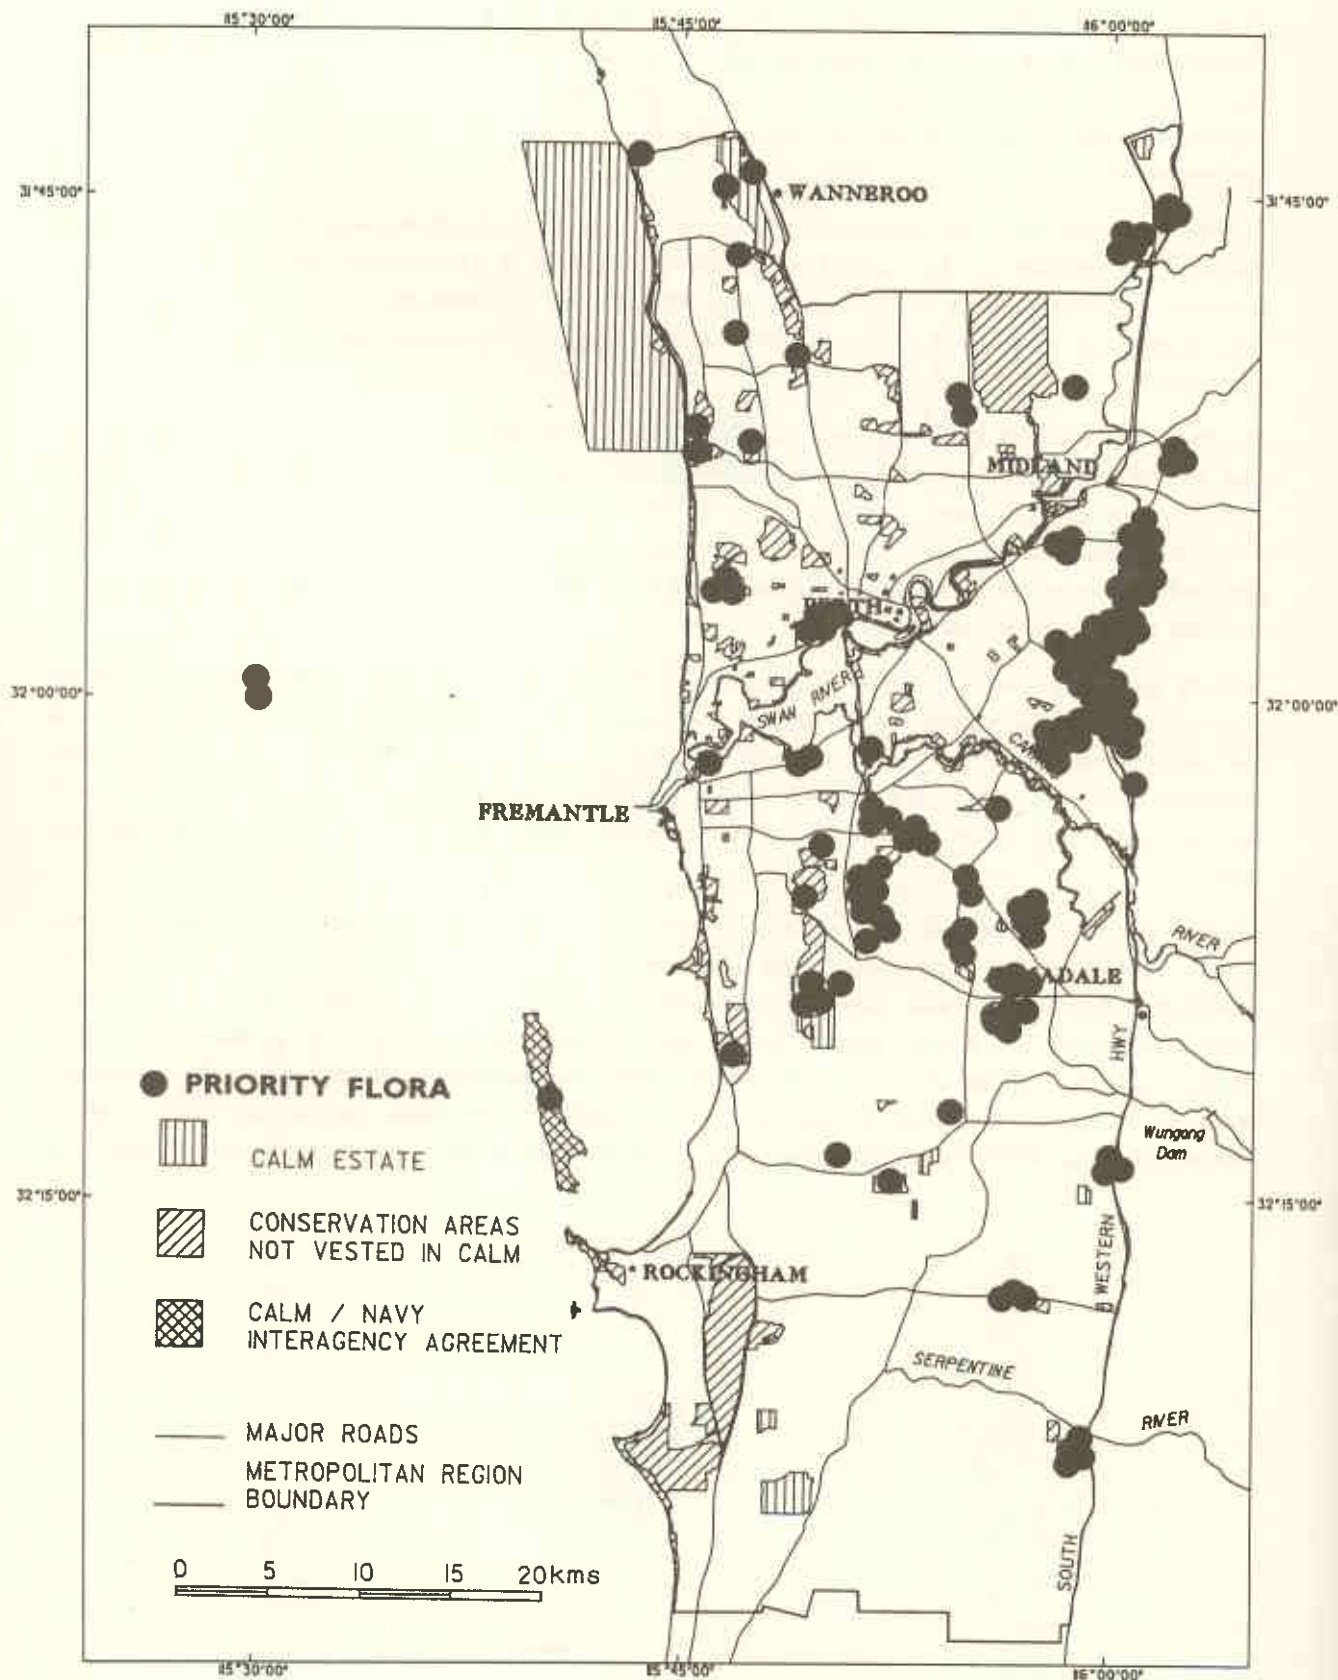 115°30'00"
115°45'00"
116°00'00"
31°45'00"
31°45'00"
WANNEROO
MIDLAND
PERTH
SWAN RIVER
32°00'00"
32°00'00"
FREMANTLE
RIVER
HWY
PRIORITY FLORA
CALM ESTATE
Wungong
Dam
32°15'00"
32°15'00"
CONSERVATION AREAS
NOT VESTED IN CALM
WESTERN
ROCKINGHAM
CALM / NAVY
INTERAGENCY AGREEMENT
SERPENTINE
RIVER
MAJOR ROADS
METROPOLITAN REGION
BOUNDARY
SOUTH
0 5 10 15 20kms
115°30'00"
115°45'00"
116°00'00"